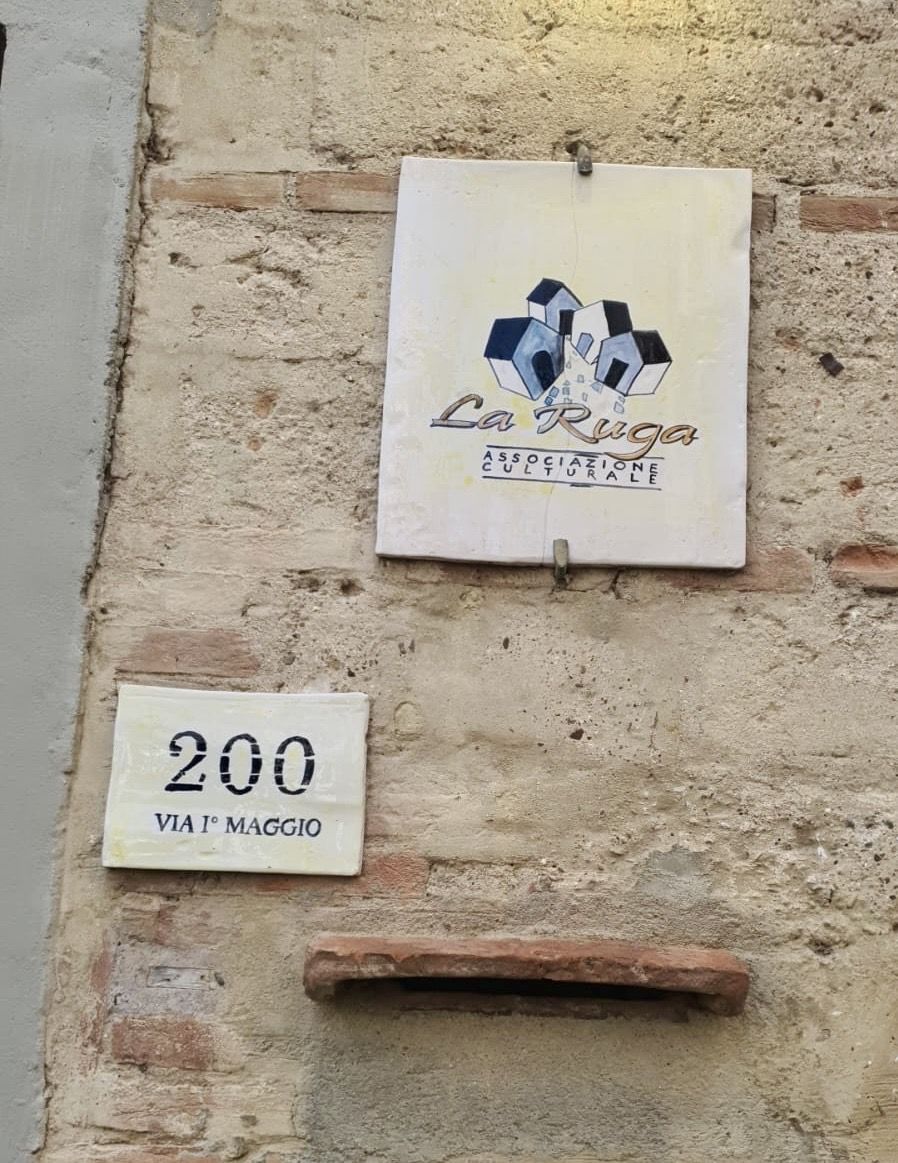 La Ruga
ASSOCIAZIONE
CULTURALE
200
VIA I° MAGGIO